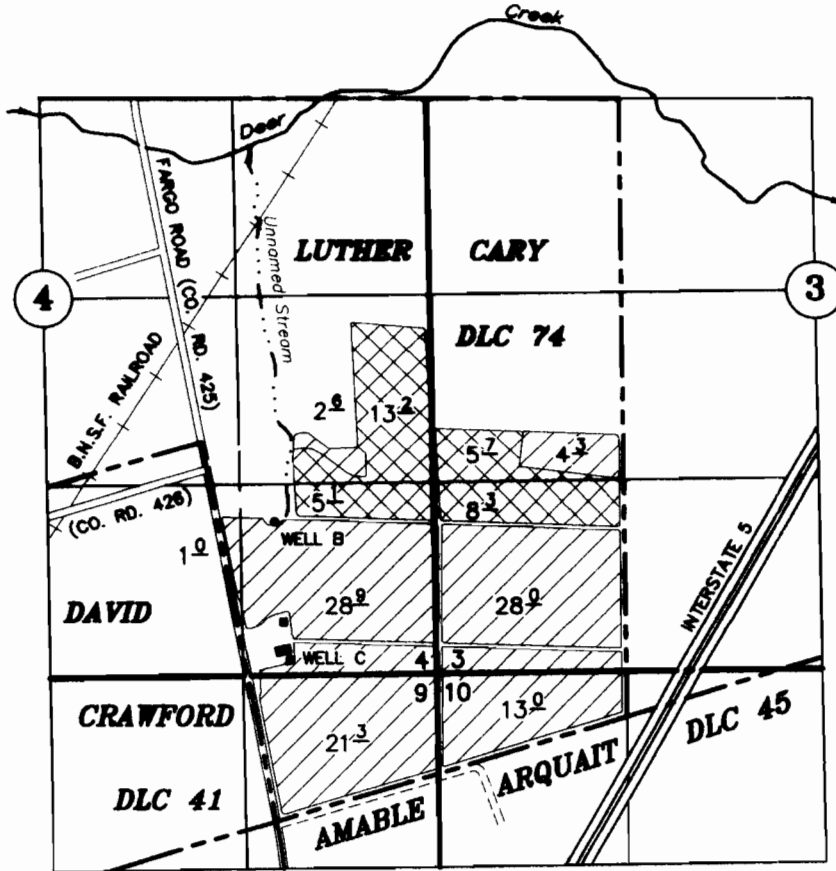 Creek
Deer
FARGO ROAD (CO. RD. 425)
Unnamed Stream
LUTHER CARY
4
3
B.N.S.F. RAILROAD
DLC 74
2 6
13 2
5 7
4 3
(CO. RD. 426)
5 1
8 3
WELL B
1 0
INTERSTATE 5
28 9
28 0
DAVID
WELL C
4 3
9 10
CRAWFORD
13 0
21 3
DLC 45
DLC 41
AMABLE ARQUAIT